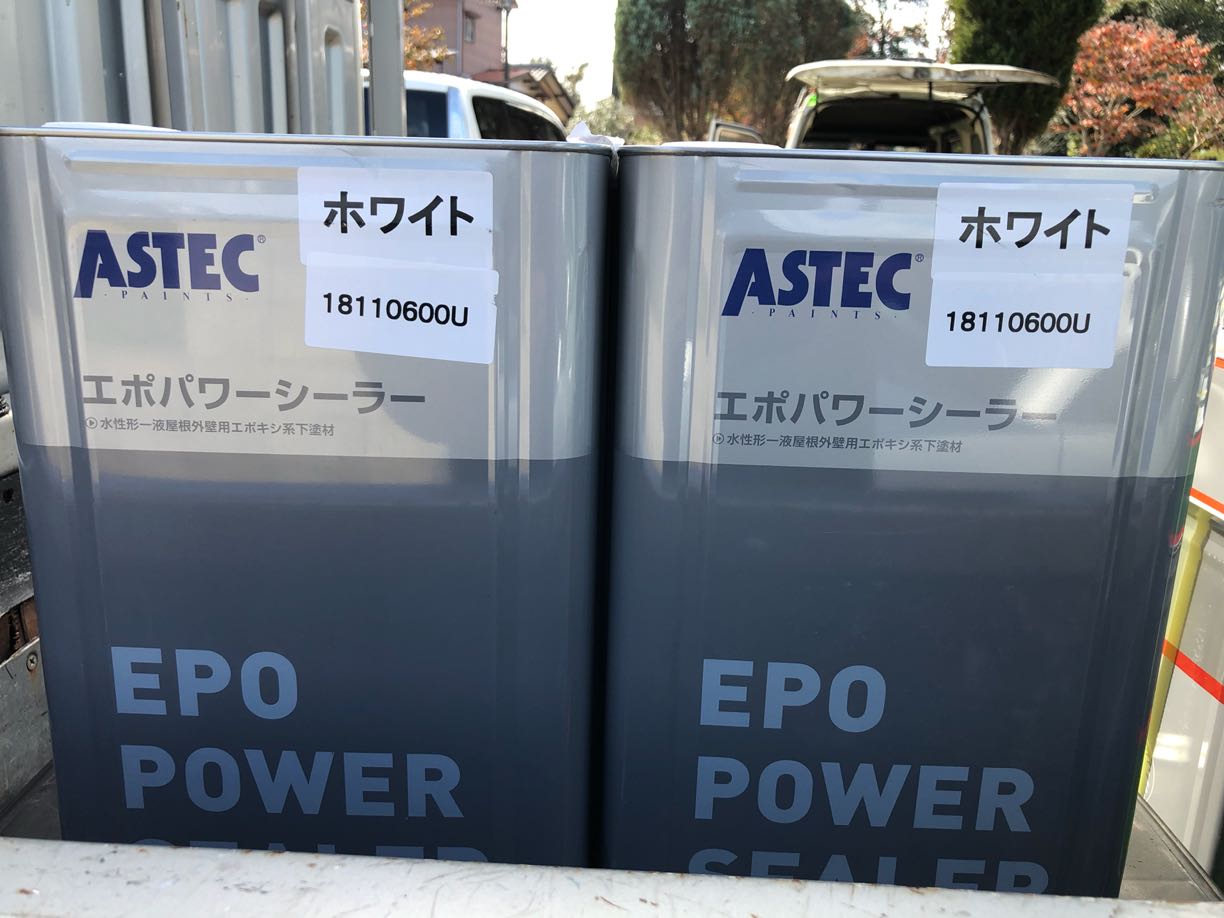 ホワイト
ASTEC®
PAINTS
18110600U
エポパワーシーラー
水性形一液屋根外壁用エポキシ系下塗材
EPO
POWER
SEALER
ホワイト
ASTEC®
PAINTS
18110600U
エポパワーシーラー
水性形一液屋根外壁用エポキシ系下塗材
EPO
POWER
SEALER